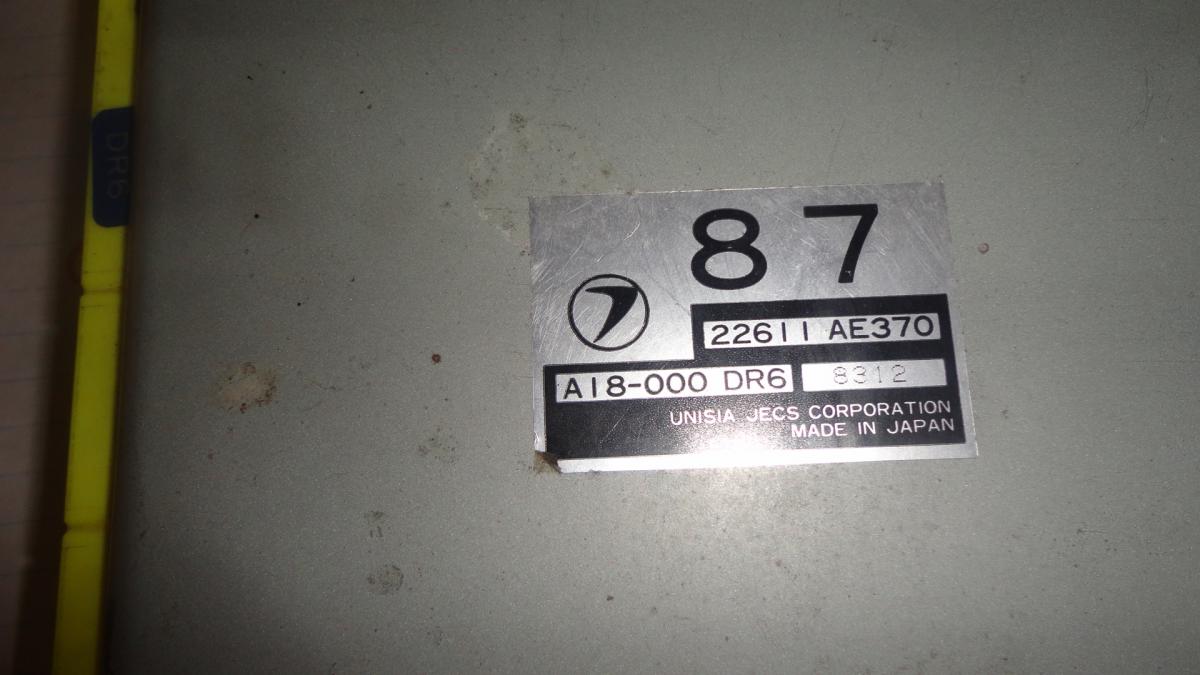 DR6
87
22611 AE370
A18-000 DR6 8312
UNISIA JECS CORPORATION
MADE IN JAPAN